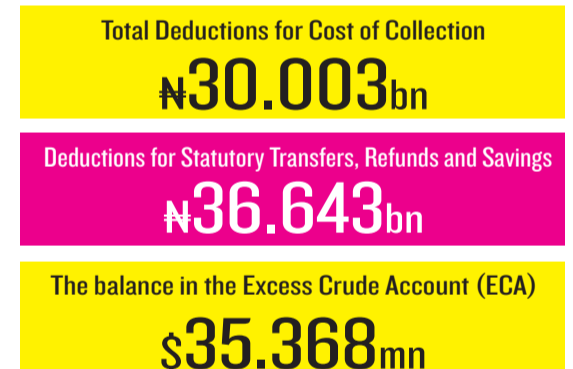 Total Deductions for Cost of Collection
₦30.003bn
Deductions for Statutory Transfers, Refunds and Savings
₦36.643bn
The balance in the Excess Crude Account (ECA)
$35.368mn